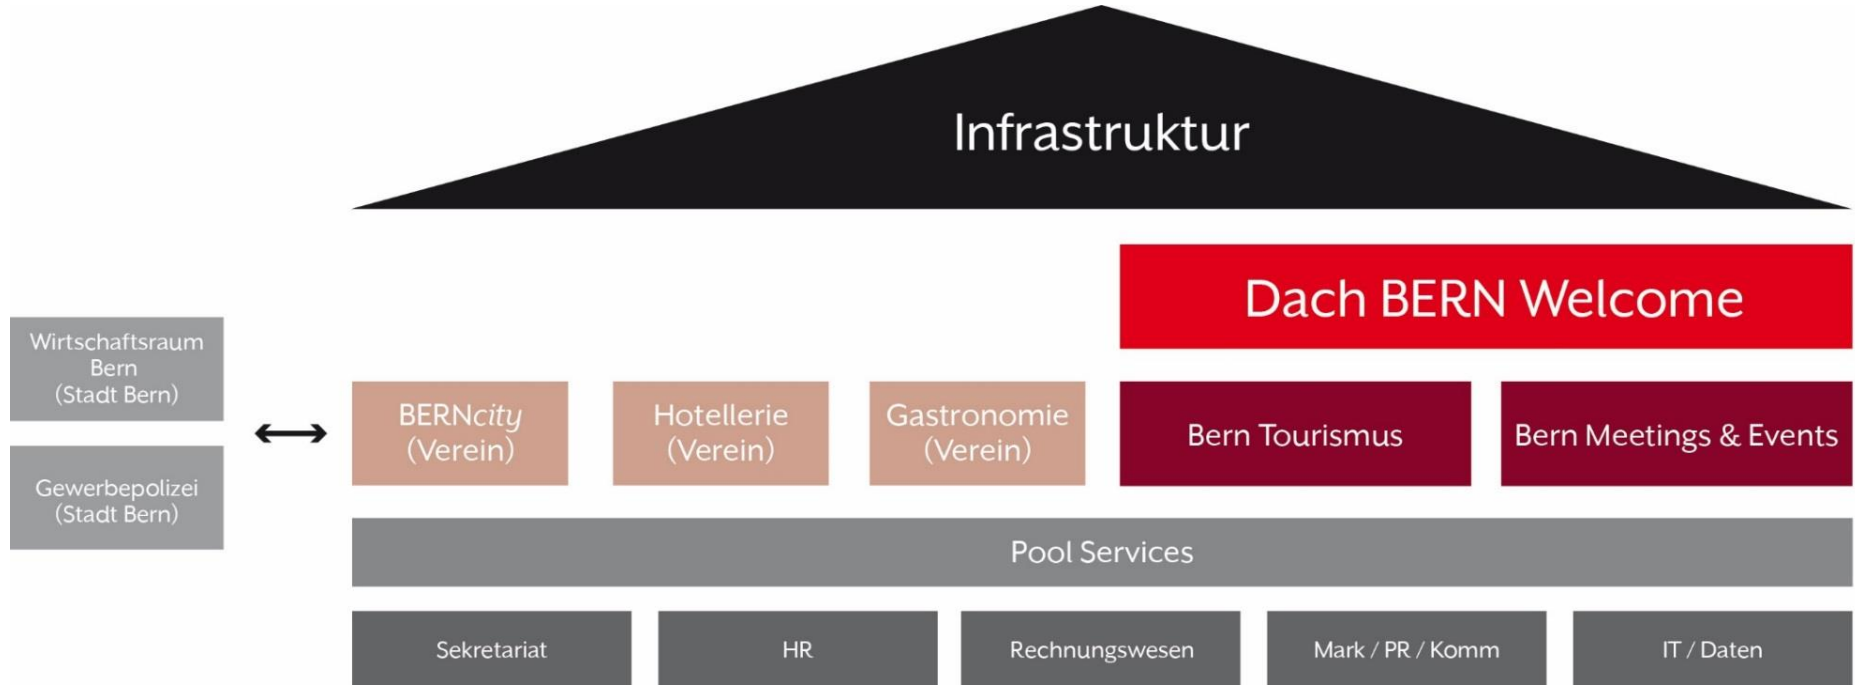 Infrastruktur
Dach BERN Welcome
Wirtschaftsraum
Bern
(Stadt Bern)
Gewerbepolizei
(Stadt Bern)
BERNcity
(Verein)
Hotellerie
(Verein)
Gastronomie
(Verein)
Bern Tourismus
Bern Meetings & Events
Pool Services
Sekretariat
HR
Rechnungswesen
Mark / PR / Komm
IT / Daten